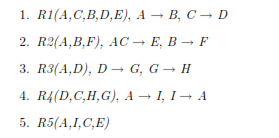 1. R1(A,C,B,D,E), A → B, C → D
2. R2(A,B,F), AC → E, B → F
3. R3(A,D), D → G, G → H
4. R4(D,C,H,G), A → I, I → A
5. R5(A,I,C,E)